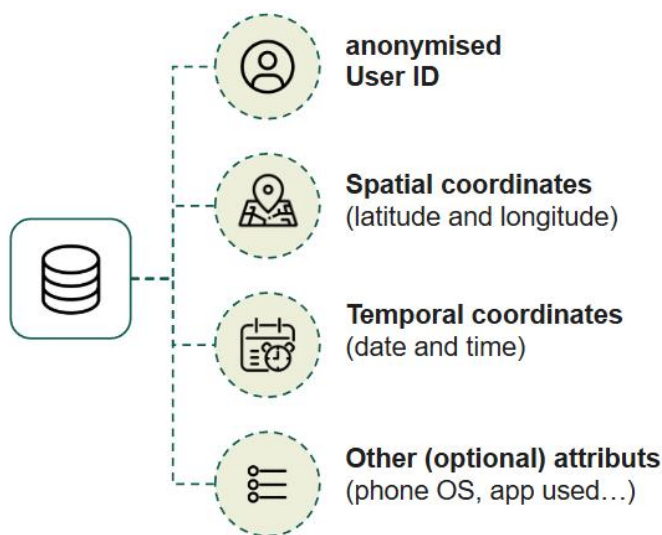 anonymised
User ID
Spatial coordinates
(latitude and longitude)
Temporal coordinates
(date and time)
Other (optional) attributs
(phone OS, app used…)